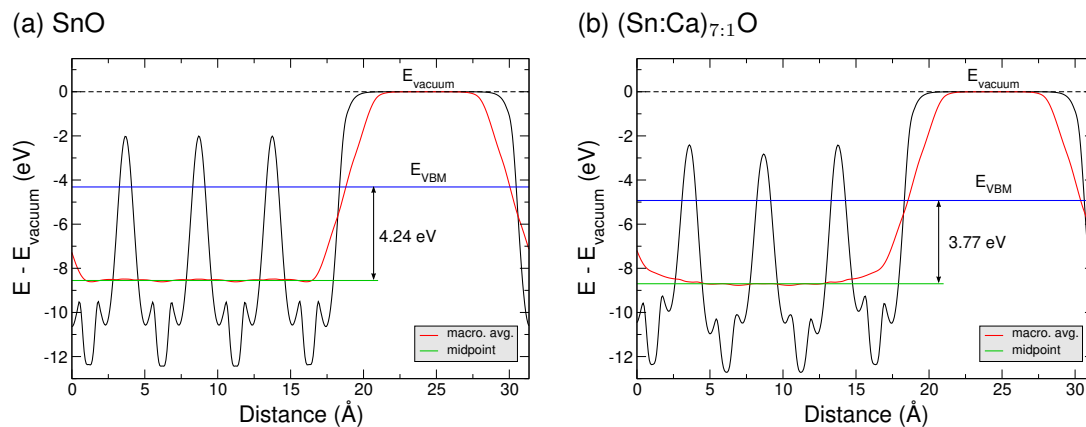 (a) SnO
(b) (Sn:Ca)7:1O
E - Evacuum (eV)
0
-2
-4
-6
-8
-10
-12
Evacuum
EVBM
4.24 eV
macro. avg.
midpoint
0 5 10 15 20 25 30
Distance (Å)
E - Evacuum (eV)
0
-2
-4
-6
-8
-10
-12
Evacuum
EVBM
3.77 eV
macro. avg.
midpoint
0 5 10 15 20 25 30
Distance (Å)